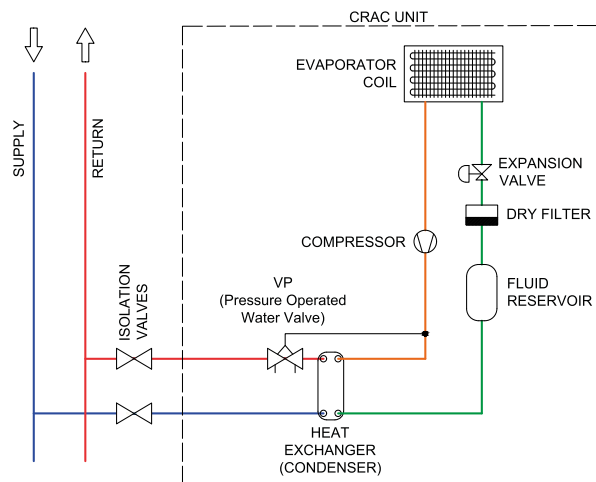 CRAC UNIT
EVAPORATOR
COIL
SUPPLY
RETURN
EXPANSION
VALVE
DRY FILTER
COMPRESSOR
FLUID
RESERVOIR
ISOLATION
VALVES
VP
(Pressure Operated
Water Valve)
HEAT
EXCHANGER
(CONDENSER)